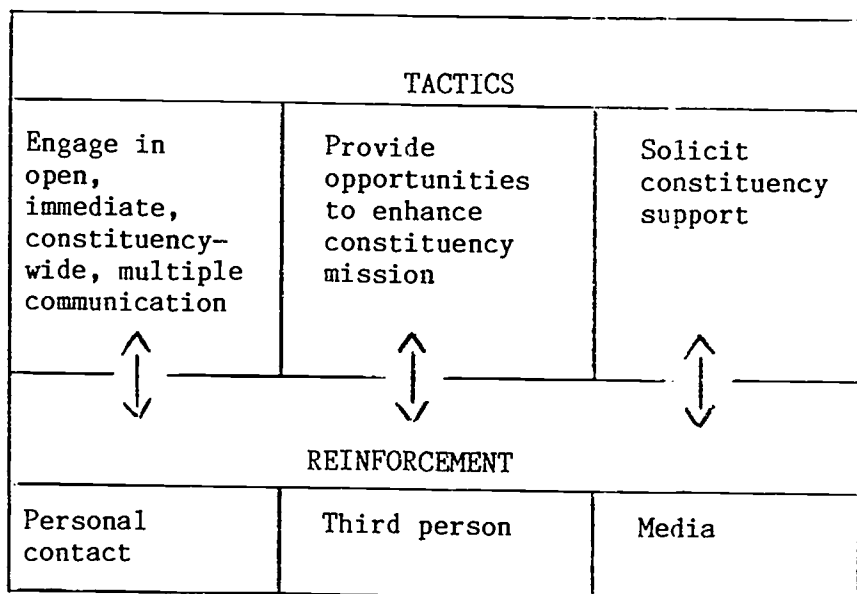 TACTICS
Engage in
open,
immediate,
constituency-
wide, multiple
communication
Provide
opportunities
to enhance
constituency
mission
Solicit
constituency
support
REINFORCEMENT
Personal
contact
Third person
Media